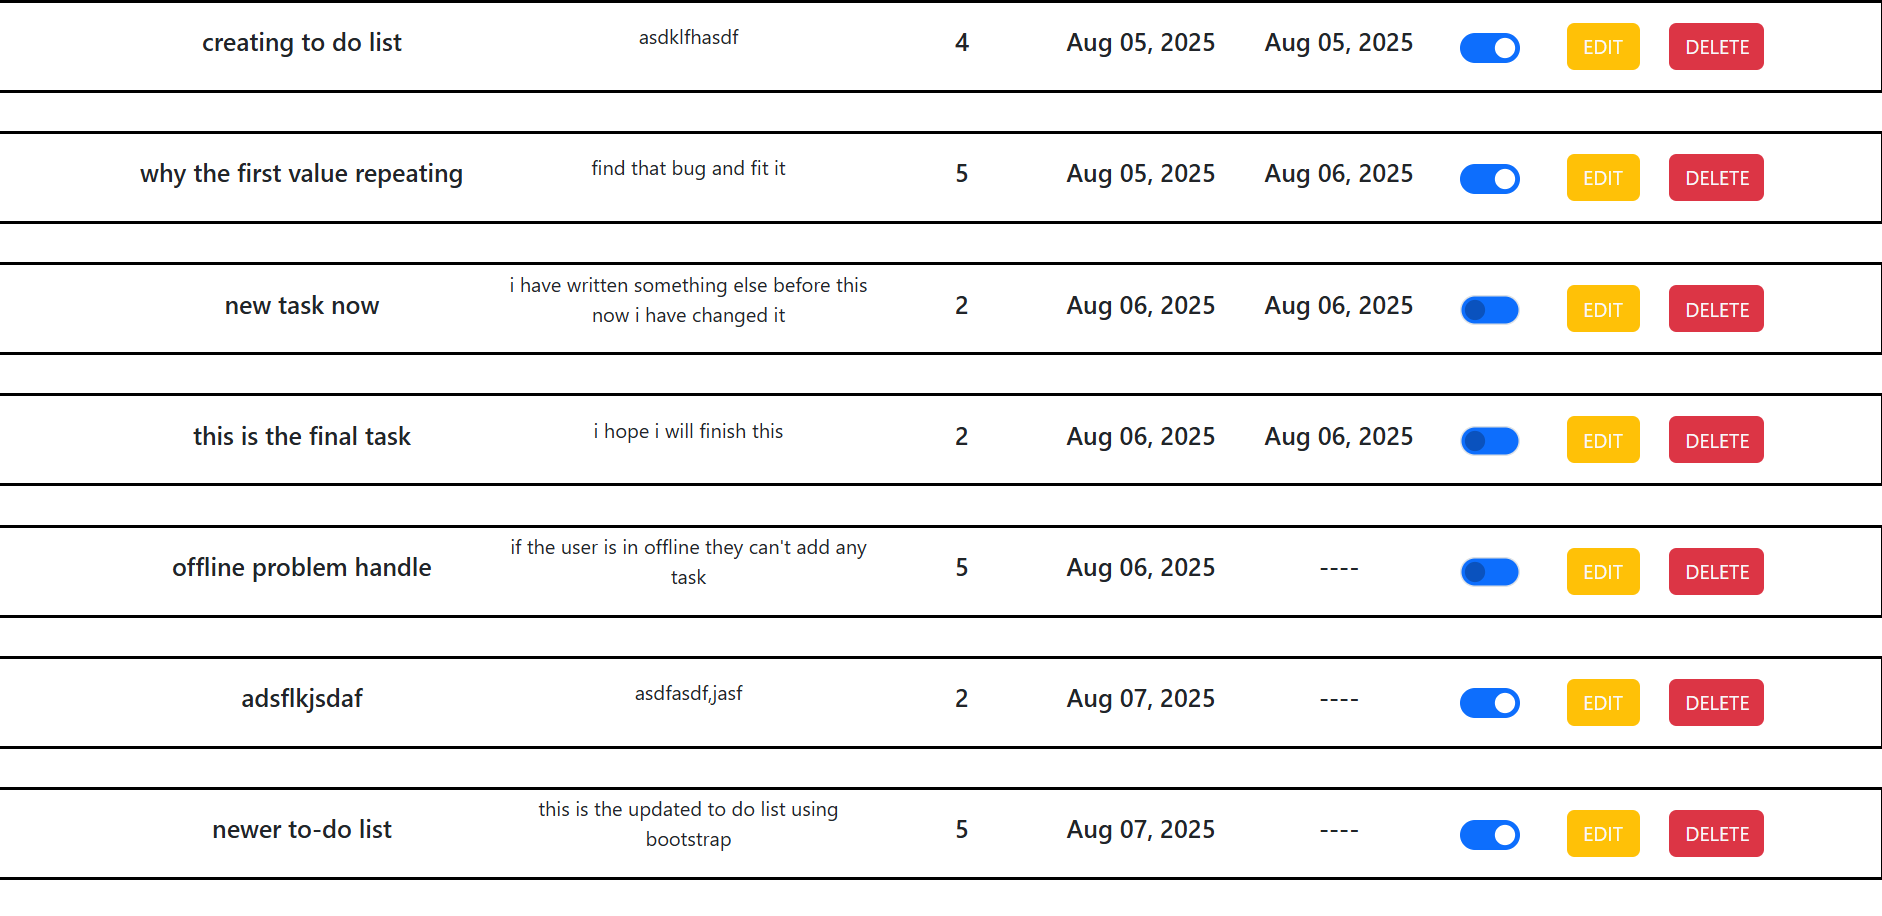 creating to do list asdklfhasdf 4 Aug 05, 2025 Aug 05, 2025 EDIT DELETE
why the first value repeating find that bug and fit it 5 Aug 05, 2025 Aug 06, 2025 EDIT DELETE
new task now i have written something else before this 2 Aug 06, 2025 Aug 06, 2025 EDIT DELETE
now i have changed it
this is the final task i hope i will finish this 2 Aug 06, 2025 Aug 06, 2025 EDIT DELETE
offline problem handle if the user is in offline they can't add any 5 Aug 06, 2025 ---- EDIT DELETE
task
adsflkjsdaf asdfasdf,jasf 2 Aug 07, 2025 ---- EDIT DELETE
newer to-do list this is the updated to do list using 5 Aug 07, 2025 ---- EDIT DELETE
bootstrap